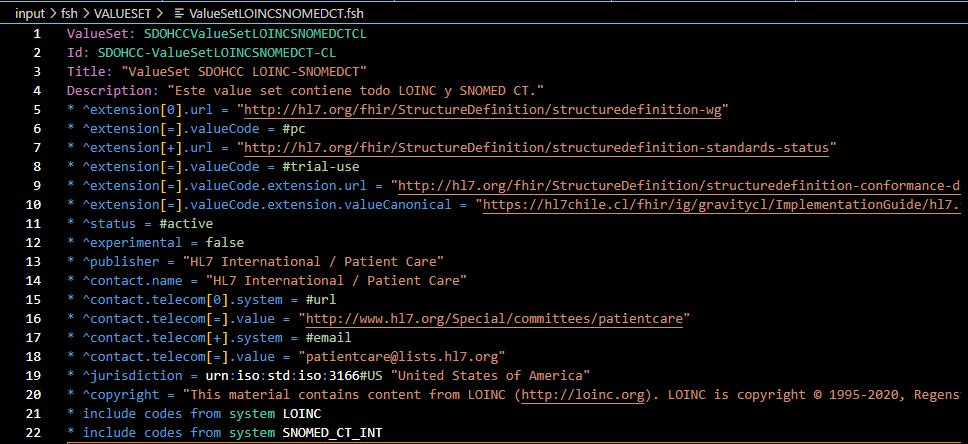 input > fsh > VALUESET > ValueSetLOINCSNOMEDCT.fsh
1 ValueSet: SDOHCCValueSetLOINCSNOMEDCTCL
2 Id: SDOHCC-ValueSetLOINCSNOMEDCT-CL
3 Title: "ValueSet SDOHCC LOINC-SNOMEDCT"
4 Description: "Este value set contiene todo LOINC y SNOMED CT."
5 * ^extension[0].url = "http://hl7.org/fhir/StructureDefinition/structuredefinition-wg"
6 * ^extension[=].valueCode = #pc
7 * ^extension[+].url = "http://hl7.org/fhir/StructureDefinition/structuredefinition-standards-status"
8 * ^extension[=].valueCode = #trial-use
9 * ^extension[=].valueCode.extension.url = "http://hl7.org/fhir/StructureDefinition/structuredefinition-conformance-d
10 * ^extension[=].valueCode.extension.valueCanonical = "https://hl7chile.cl/fhir/ig/gravitycl/ImplementationGuide/hl7.
11 * ^status = #active
12 * ^experimental = false
13 * ^publisher = "HL7 International / Patient Care"
14 * ^contact.name = "HL7 International / Patient Care"
15 * ^contact.telecom[0].system = #url
16 * ^contact.telecom[=].value = "http://www.hl7.org/Special/committees/patientcare"
17 * ^contact.telecom[+].system = #email
18 * ^contact.telecom[=].value = "patientcare@lists.hl7.org"
19 * ^jurisdiction = urn:iso:std:iso:3166#US "United States of America"
20 * ^copyright = "This material contains content from LOINC (http://loinc.org). LOINC is copyright © 1995-2020, Regenst
21 * include codes from system LOINC
22 * include codes from system SNOMED_CT_INT